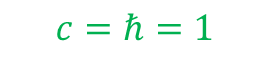 c = ℏ = 1